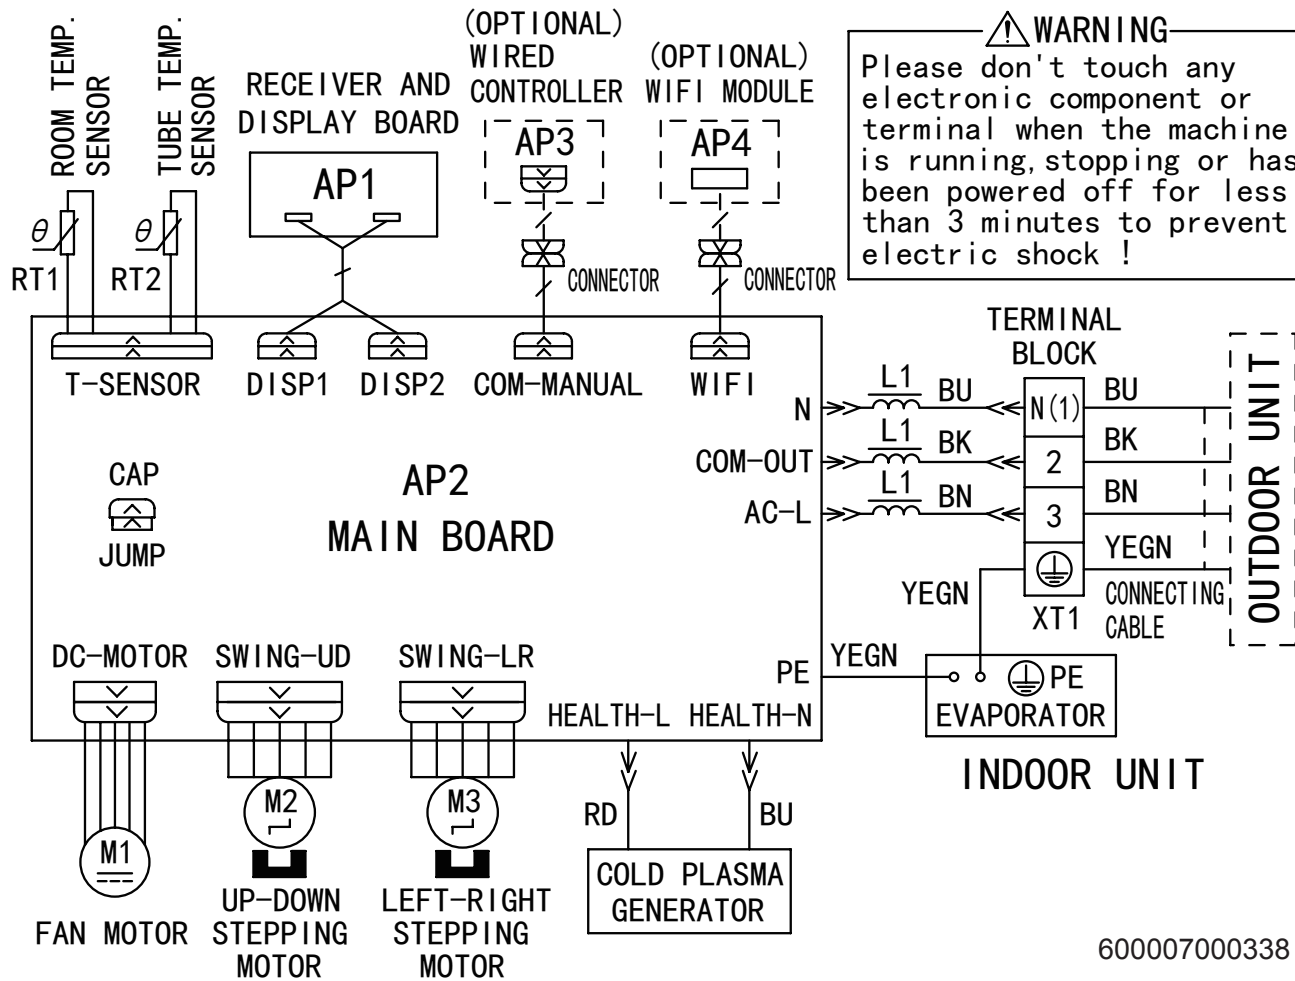 ROOM TEMP.
SENSOR
TUBE TEMP.
SENSOR
RECEIVER AND
DISPLAY BOARD
(OPTIONAL)
WIRED
CONTROLLER
(OPTIONAL)
WIFI MODULE
WARNING
Please don't touch any
electronic component or
terminal when the machine
is running, stopping or has
been powered off for less
than 3 minutes to prevent
electric shock !
AP1
AP3
AP4
θ
RT1
θ
RT2
CONNECTOR
CONNECTOR
T-SENSOR
DISP1
DISP2
COM-MANUAL
WIFI
TERMINAL
BLOCK
N
L1
BU
N(1)
BU
COM-OUT
L1
BK
2
BK
AC-L
L1
BN
3
BN
YEGN
YEGN
XT1
CONNECTING
CABLE
OUTDOOR UNIT
CAP
JUMP
AP2
MAIN BOARD
DC-MOTOR
SWING-UD
SWING-LR
HEALTH-L
HEALTH-N
PE
YEGN
PE
EVAPORATOR
INDOOR UNIT
M1
M2
M3
RD
BU
FAN MOTOR
UP-DOWN
STEPPING
MOTOR
LEFT-RIGHT
STEPPING
MOTOR
COLD PLASMA
GENERATOR
600007000338